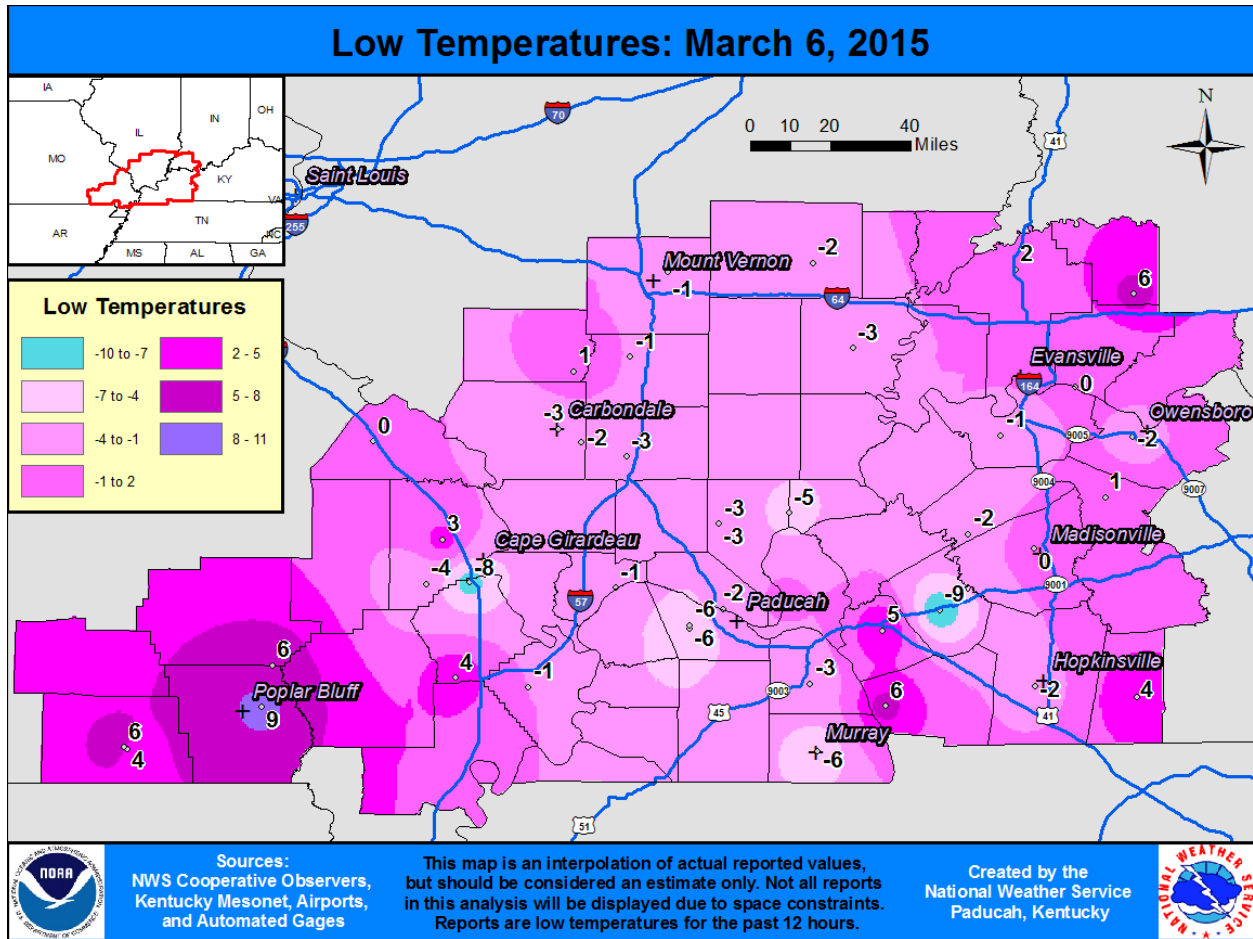 Low Temperatures: March 6, 2015
IA
IL
IN
OH
MO
KY
VA
TN
NC
AR
MS
AL
GA
70
0 10 20 40
Miles
N
41
Saint Louis
255
Low Temperatures
-10 to -7
2 - 5
-7 to -4
5 - 8
-4 to -1
8 - 11
-1 to 2
-2
2
6
Mount Vernon
-1
64
-3
-1
1
Evansville
164
0
Carbondale
-3
-2
-3
0
Owensboro
-1
9005
-2
9004
9007
1
-5
-3
-3
-2
Madisonville
0
3
Cape Girardeau
-8
-4
-1
57
9001
-2
Paducah
-6
-6
-9
5
6
4
-1
Hopkinsville
-2
4
-3
9003
6
Poplar Bluff
9
45
41
6
4
Murray
-6
51
NOAA
NATIONAL OCEANIC AND ATMOSPHERIC ADMINISTRATION
U.S. DEPARTMENT OF COMMERCE
Sources:
NWS Cooperative Observers,
Kentucky Mesonet, Airports,
and Automated Gages
This map is an interpolation of actual reported values,
but should be considered an estimate only. Not all reports
in this analysis will be displayed due to space constraints.
Reports are low temperatures for the past 12 hours.
Created by the
National Weather Service
Paducah, Kentucky
NATIONAL WEATHER SERVICE